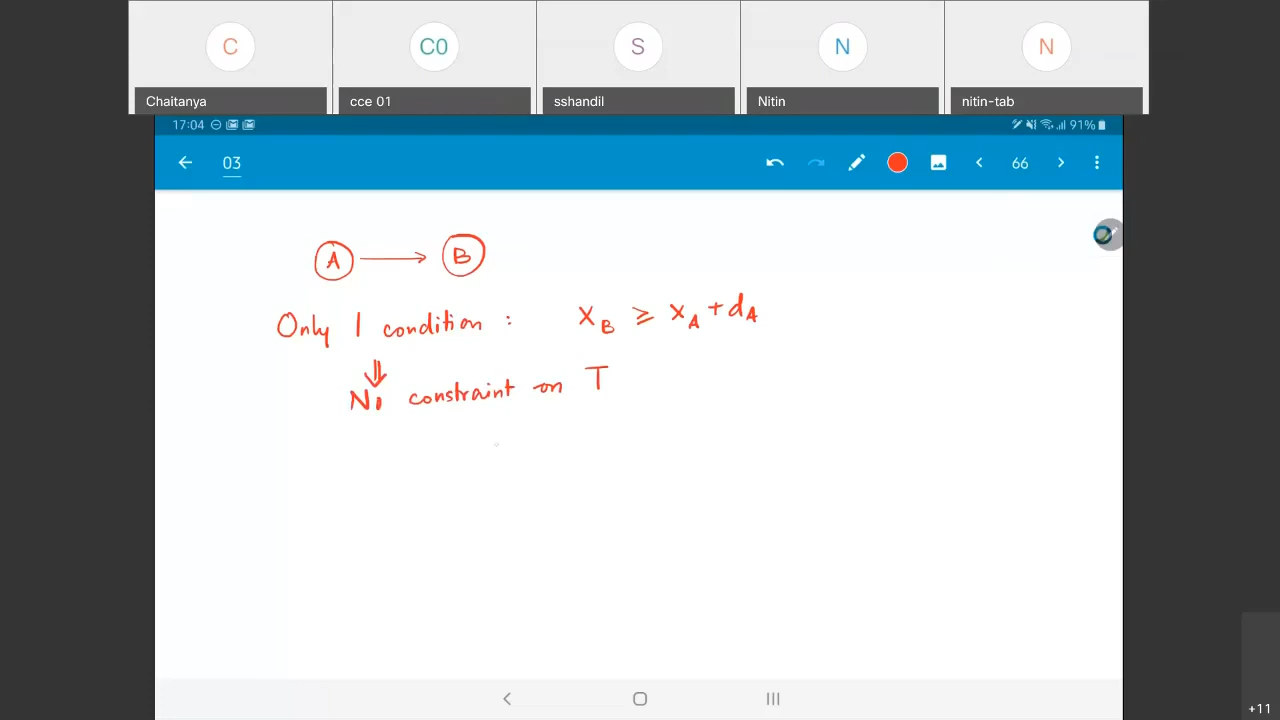 C
C0
S
N
N
Chaitanya
cce 01
sshandil
Nitin
nitin-tab
17:04
91%
03
66
A → B
Only 1 condition : x_B ≥ x_A + d_A
⇓
No constraint on T
+11